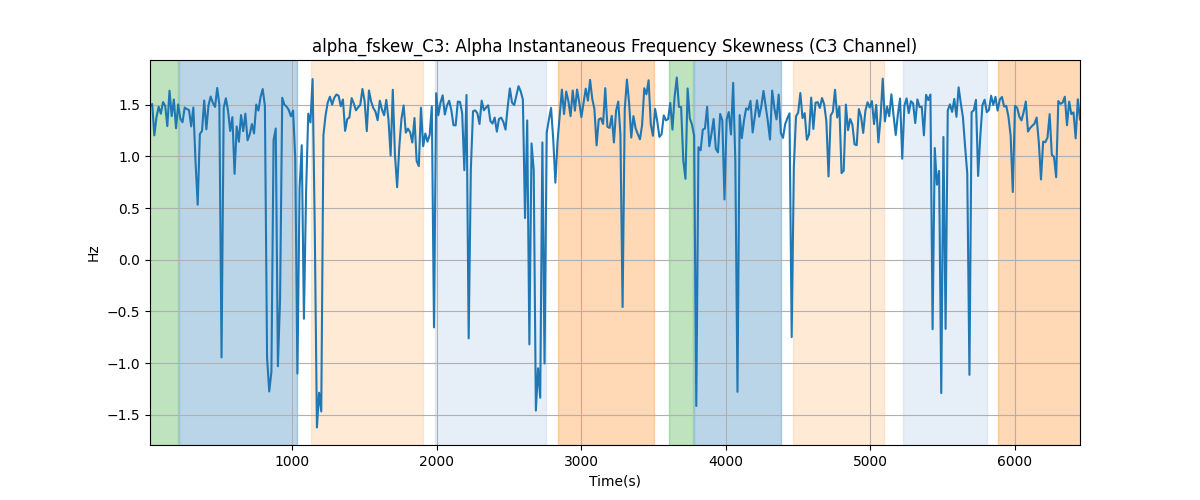 alpha_fskew_C3: Alpha Instantaneous Frequency Skewness (C3 Channel)
Hz
1.5
1.0
0.5
0.0
−0.5
−1.0
−1.5
1000 2000 3000 4000 5000 6000
Time(s)